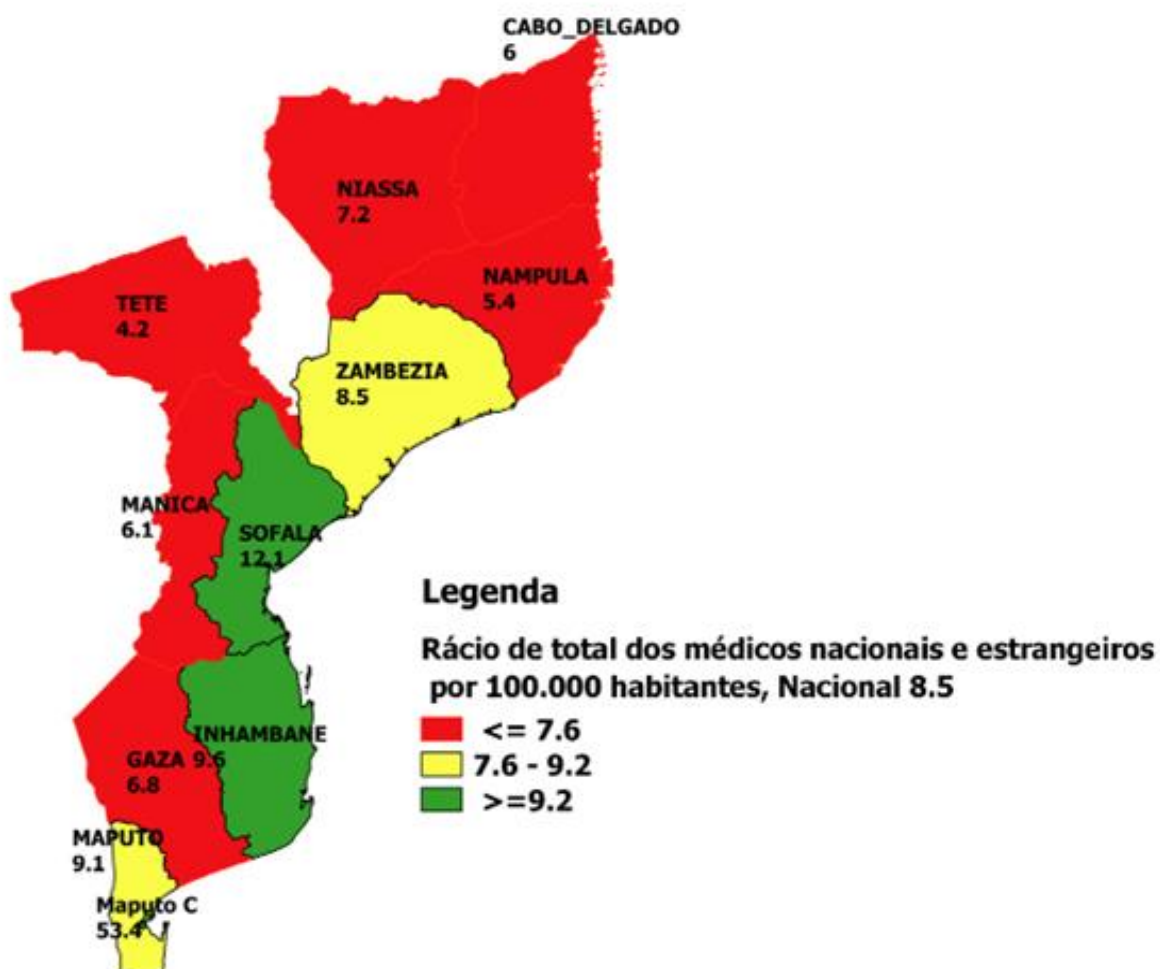 CABO_DELGADO
6
NIASSA
7.2
NAMPULA
5.4
TETE
4.2
ZAMBEZIA
8.5
MANICA
6.1
SOFALA
12.1
INHAMBANE
9.6
GAZA
6.8
MAPUTO
9.1
Maputo C
53.4
Legenda
Rácio de total dos médicos nacionais e estrangeiros
por 100.000 habitantes, Nacional 8.5
<= 7.6
7.6 - 9.2
>=9.2